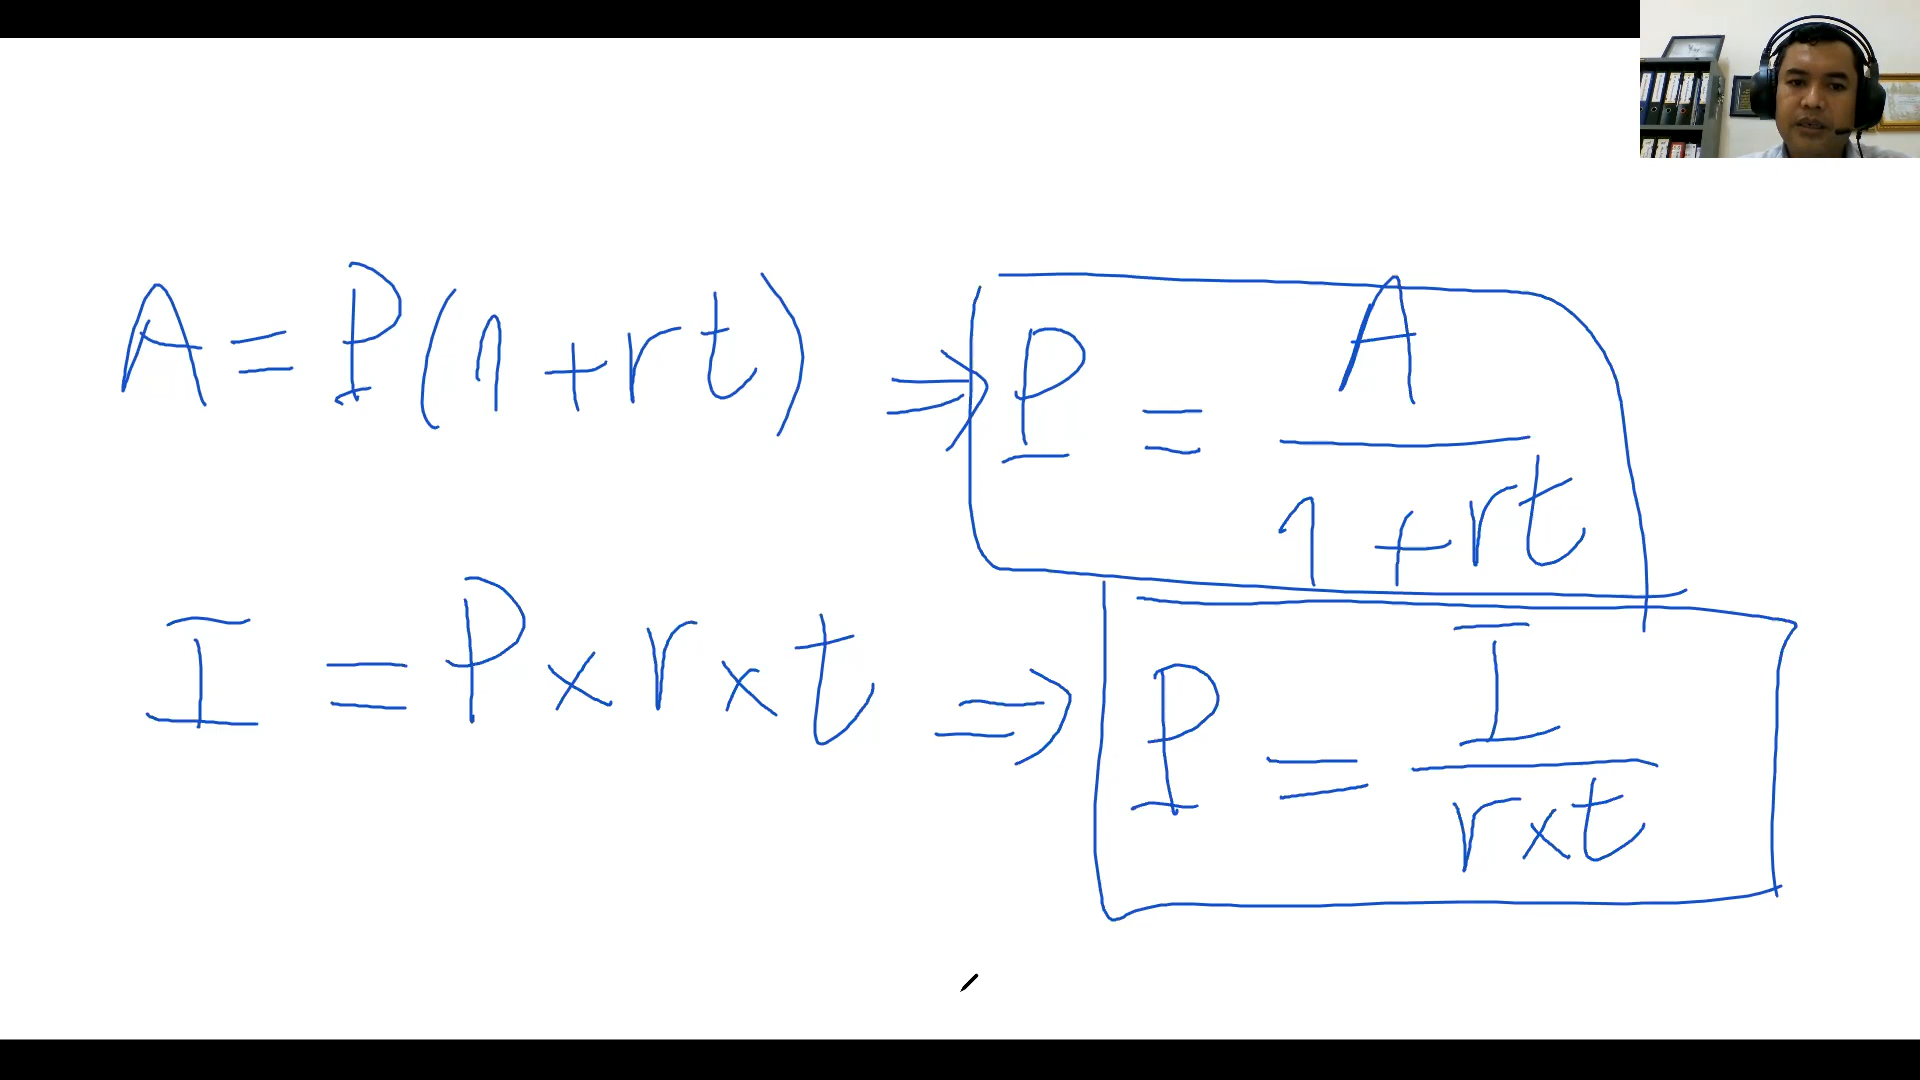 A = P(1 + rt) ⇒ P = A / (1 + rt)
I = P × r × t ⇒ P = I / (r × t)